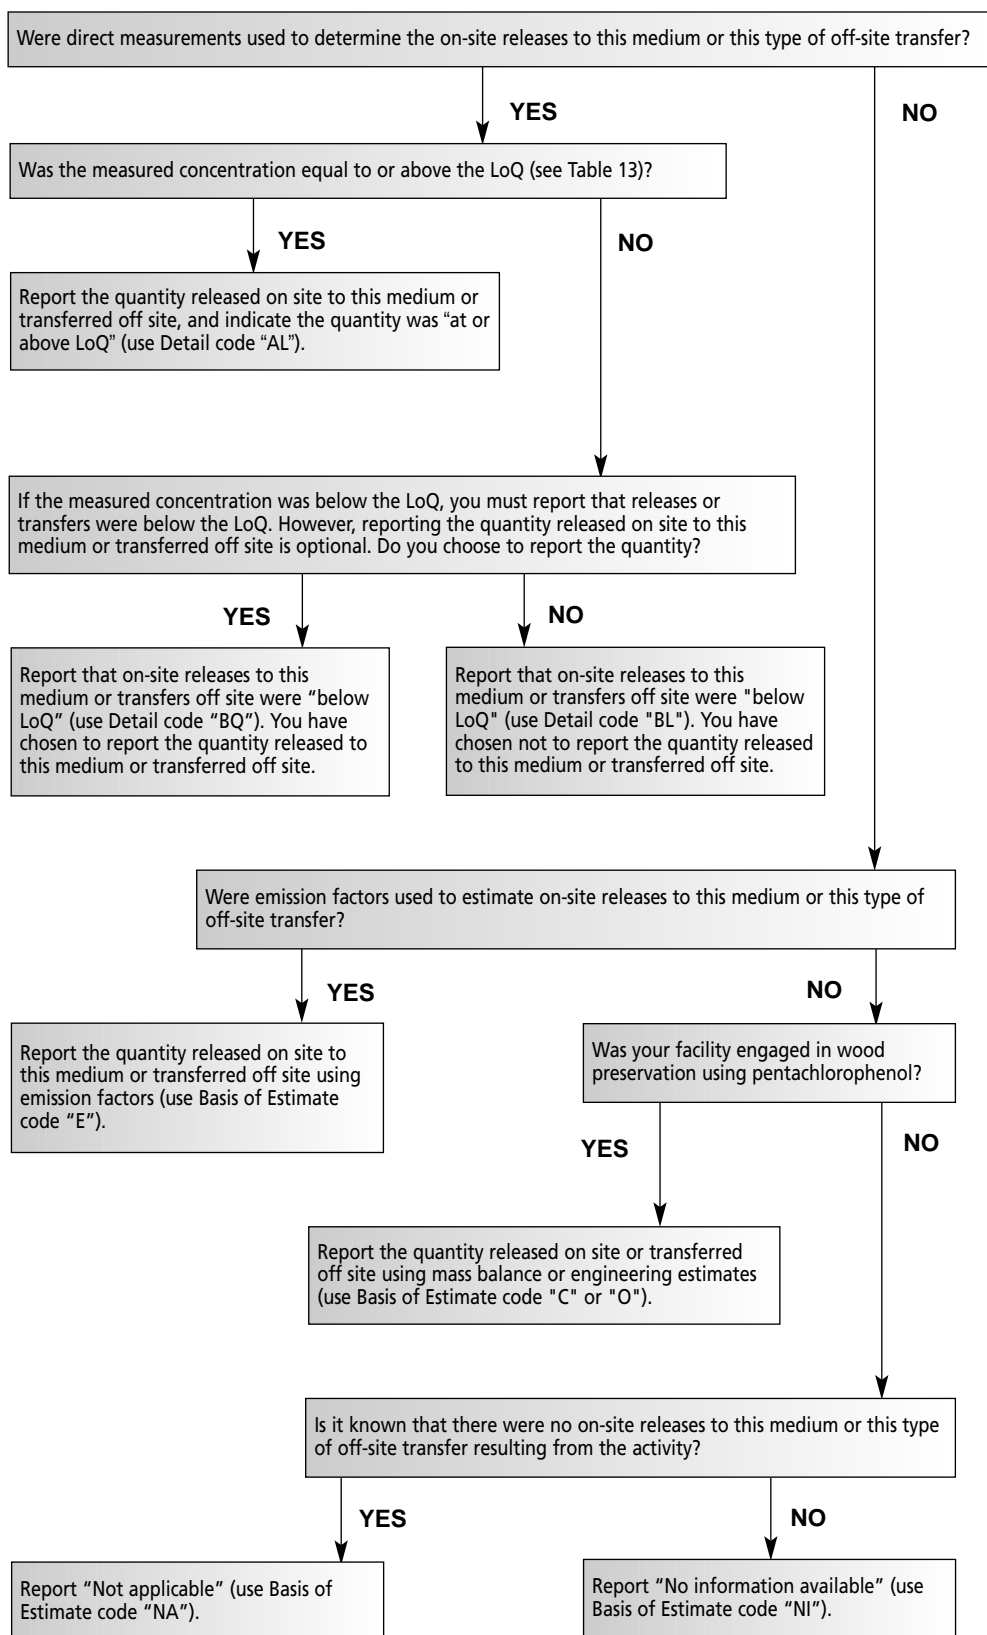 Were direct measurements used to determine the on-site releases to this medium or this type of off-site transfer?
YES
NO
Was the measured concentration equal to or above the LoQ (see Table 13)?
YES
NO
Report the quantity released on site to this medium or
transferred off site, and indicate the quantity was “at or
above LoQ” (use Detail code “AL”).
If the measured concentration was below the LoQ, you must report that releases or
transfers were below the LoQ. However, reporting the quantity released on site to this
medium or transferred off site is optional. Do you choose to report the quantity?
YES
NO
Report that on-site releases to this
medium or transfers off site were “below
LoQ” (use Detail code “BQ”). You have
chosen to report the quantity released to
this medium or transferred off site.
Report that on-site releases to this
medium or transfers off site were "below
LoQ" (use Detail code "BL"). You have
chosen not to report the quantity released
to this medium or transferred off site.
Were emission factors used to estimate on-site releases to this medium or this type of
off-site transfer?
YES
NO
Report the quantity released on site to
this medium or transferred off site using
emission factors (use Basis of Estimate
code “E”).
Was your facility engaged in wood
preservation using pentachlorophenol?
YES
NO
Report the quantity released on site or transferred
off site using mass balance or engineering estimates
(use Basis of Estimate code "C" or "O").
Is it known that there were no on-site releases to this medium or this type
of off-site transfer resulting from the activity?
YES
NO
Report “Not applicable” (use Basis of
Estimate code “NA”).
Report “No information available” (use
Basis of Estimate code “NI”).